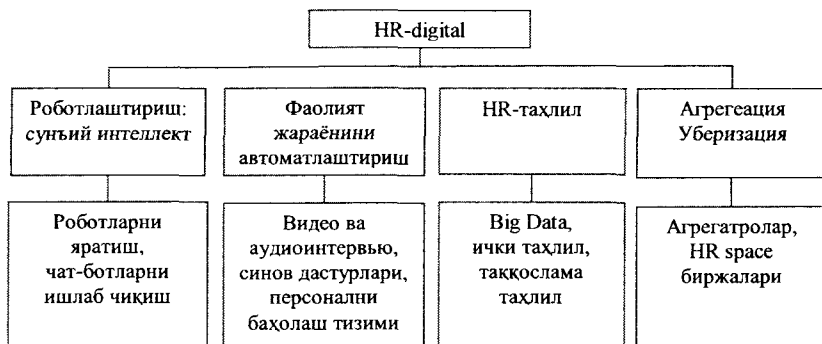 HR-digital
Роботлаштириш:
сунъий интеллект
Фаолият
жараёнини
автоматлаштириш
HR-таҳлил
Агрегеация
Уберизация
Роботларни
яратиш,
чат-ботларни
ишлаб чиқиш
Видео ва
аудиоинтервью,
синов дастурлари,
персонални
баҳолаш тизими
Big Data,
ички таҳлил,
таққослама
таҳлил
Агрегатролар,
HR space
биржалари